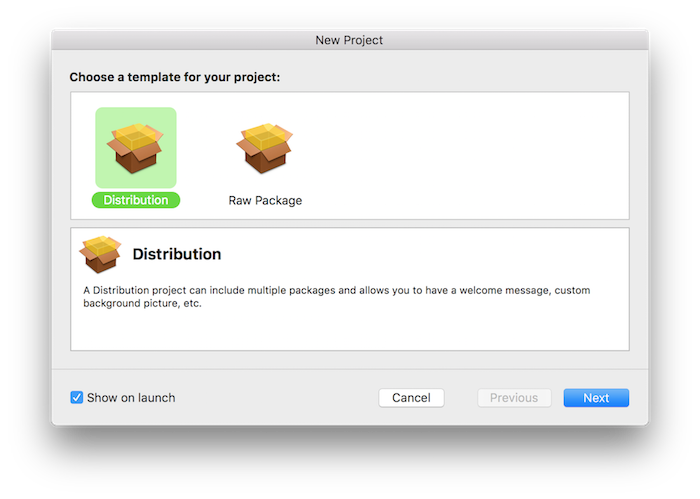 New Project
Choose a template for your project:
Distribution
Raw Package
Distribution
A Distribution project can include multiple packages and allows you to have a welcome message, custom
background picture, etc.
Show on launch
Cancel
Previous
Next